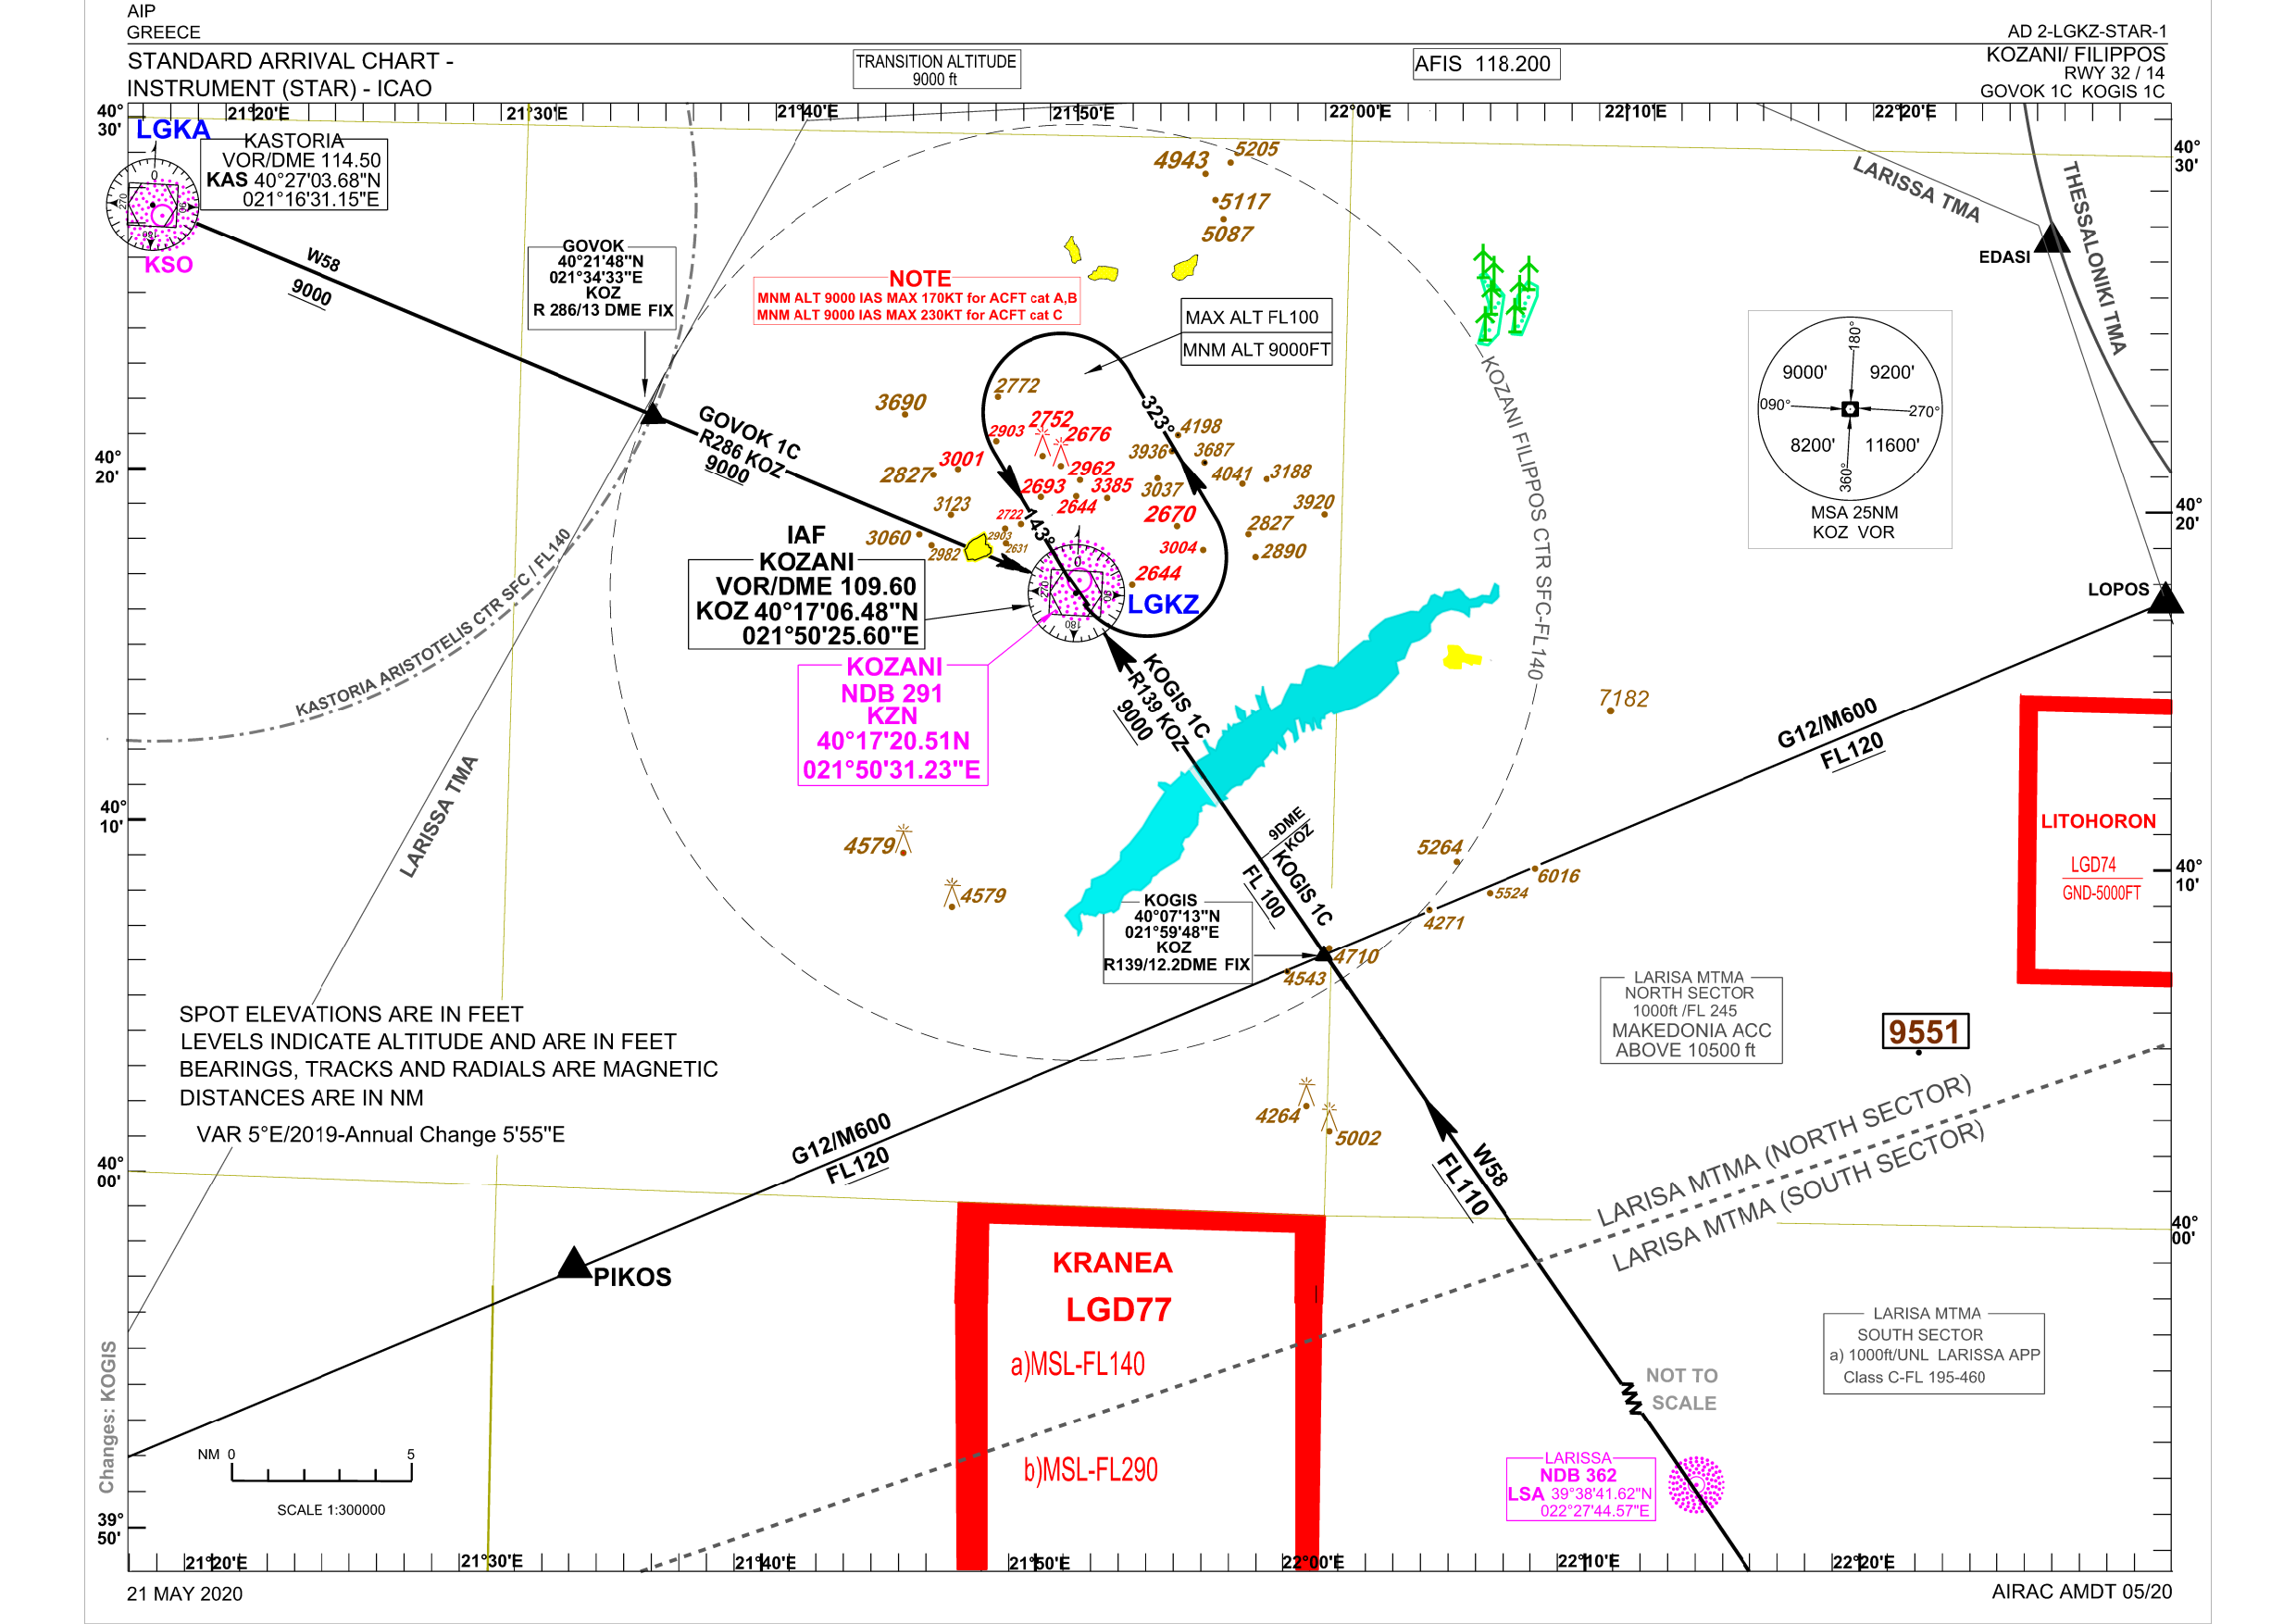 AIP
GREECE
AD 2-LGKZ-STAR-1
STANDARD ARRIVAL CHART -
INSTRUMENT (STAR) - ICAO
TRANSITION ALTITUDE
9000 ft
AFIS 118.200
KOZANI/ FILIPPOS
RWY 32 / 14
GOVOK 1C KOGIS 1C
40°
30'
21°20'E
21°30'E
21°40'E
21°50'E
22°00'E
22°10'E
22°20'E
40°
30'
LGKA
KASTORIA
VOR/DME 114.50
KAS 40°27'03.68"N
021°16'31.15"E
KSO
W58
9000
GOVOK
40°21'48"N
021°34'33"E
KOZ
R 286/13 DME FIX
NOTE
MNM ALT 9000 IAS MAX 170KT for ACFT cat A,B
MNM ALT 9000 IAS MAX 230KT for ACFT cat C
4943
5205
5117
5087
MAX ALT FL100
MNM ALT 9000FT
LARISSA TMA
THESSALONIKI TMA
EDASI
180°
9000'
9200'
090°
270°
8200'
11600'
360°
MSA 25NM
KOZ VOR
GOVOK 1C
R286 KOZ
9000
3690
2772
2903
2752
2676
323°
4198
3936
3687
3001
2827
2962
4041
3188
2693
3385
3037
3123
2644
3920
2722
143°
2670
2827
3060
2982
2903
2631
3004
2890
2644
40°
20'
40°
20'
IAF
KOZANI
VOR/DME 109.60
KOZ 40°17'06.48"N
021°50'25.60"E
LGKZ
KOZANI
NDB 291
KZN
40°17'20.51N
021°50'31.23"E
KOZANI FILIPPOS CTR SFC-FL140
KASTORIA ARISTOTELIS CTR SFC / FL140
LARISSA TMA
LOPOS
KOGIS 1C
R139 KOZ
9000
7182
G12/M600
FL120
40°
10'
40°
10'
LITOHORON
LGD74
GND-5000FT
4579
4579
9DME
KOZ
KOGIS 1C
FL 100
5264
6016
5524
4271
KOGIS
40°07'13"N
021°59'48"E
KOZ
R139/12.2DME FIX
4710
4543
LARISA MTMA
NORTH SECTOR
1000ft /FL 245
MAKEDONIA ACC
ABOVE 10500 ft
9551
SPOT ELEVATIONS ARE IN FEET
LEVELS INDICATE ALTITUDE AND ARE IN FEET
BEARINGS, TRACKS AND RADIALS ARE MAGNETIC
DISTANCES ARE IN NM
VAR 5°E/2019-Annual Change 5'55"E
4264
5002
G12/M600
FL120
W58
FL110
LARISA MTMA (NORTH SECTOR)
LARISA MTMA (SOUTH SECTOR)
40°
00'
40°
00'
PIKOS
KRANEA
LGD77
a)MSL-FL140
b)MSL-FL290
LARISA MTMA
SOUTH SECTOR
a) 1000ft/UNL LARISSA APP
Class C-FL 195-460
NOT TO
SCALE
LARISSA
NDB 362
LSA 39°38'41.62"N
022°27'44.57"E
Changes: KOGIS
NM 0
5
SCALE 1:300000
39°
50'
21°20'E
21°30'E
21°40'E
21°50'E
22°00'E
22°10'E
22°20'E
21 MAY 2020
AIRAC AMDT 05/20